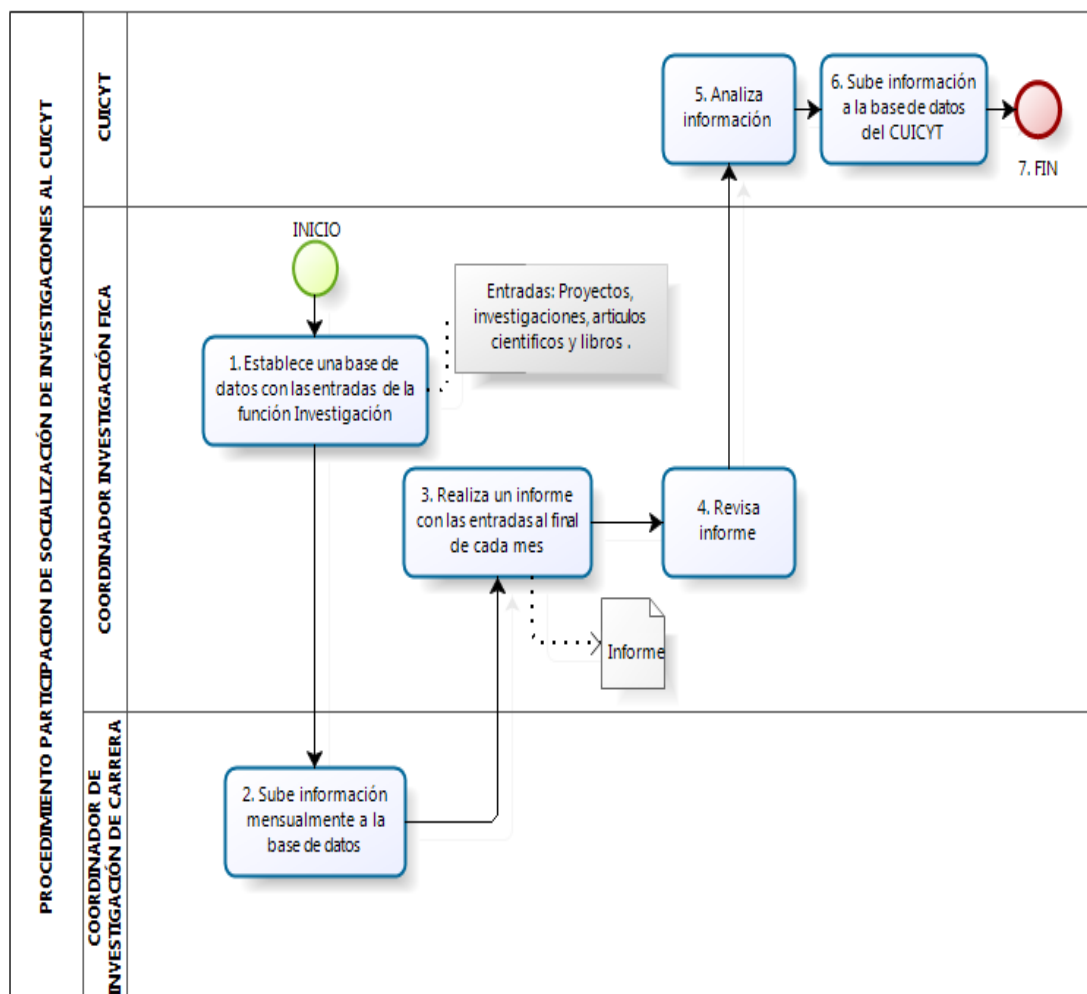 PROCEDIMIENTO PARTICIPACION DE SOCIALIZACIÓN DE INVESTIGACIONES AL CUICYT
CUICYT
5. Analiza
información
6. Sube información
a la base de datos
del CUICYT
7. FIN
COORDINADOR INVESTIGACIÓN FICA
INICIO
1. Establece una base de
datos con las entradas de la
función Investigación
Entradas: Proyectos,
investigaciones, articulos
cientificos y libros .
3. Realiza un informe
con las entradas al final
de cada mes
4. Revisa
informe
Informe
COORDINADOR DE
INVESTIGACIÓN DE CARRERA
2. Sube información
mensualmente a la
base de datos